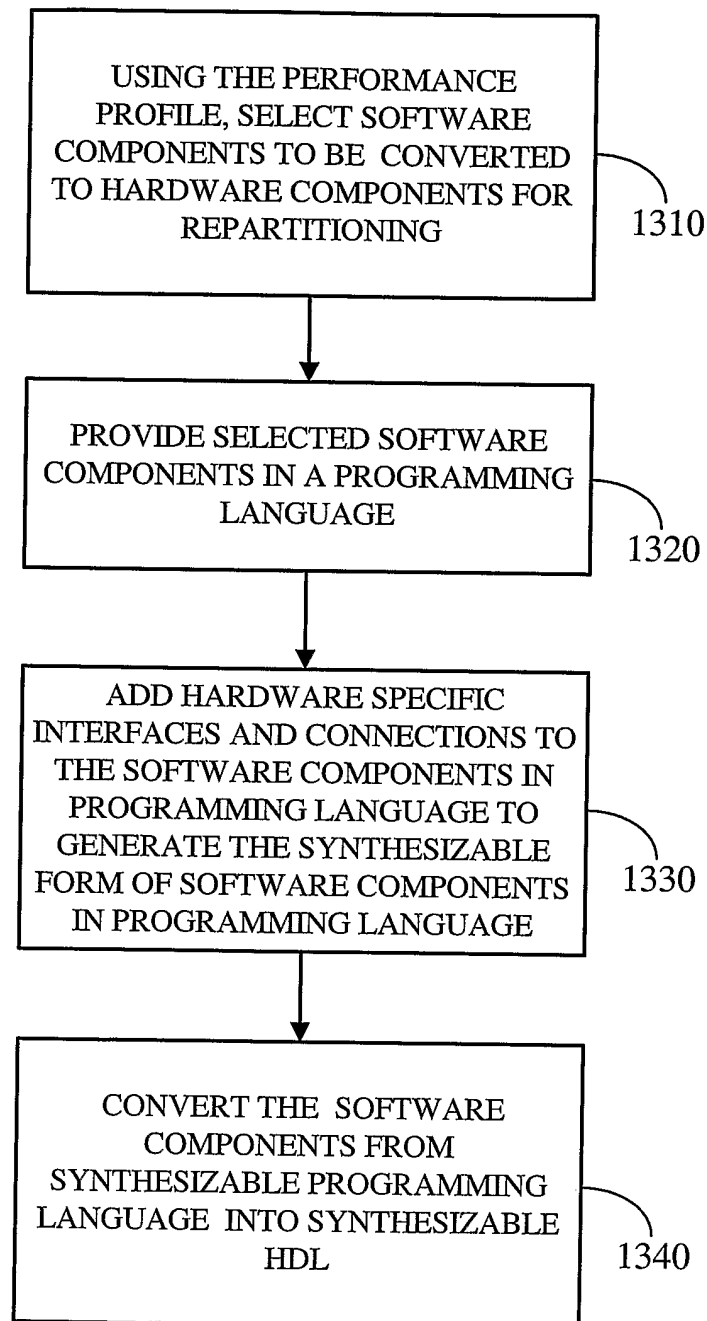 USING THE PERFORMANCE
PROFILE, SELECT SOFTWARE
COMPONENTS TO BE CONVERTED
TO HARDWARE COMPONENTS FOR
REPARTITIONING
1310
PROVIDE SELECTED SOFTWARE
COMPONENTS IN A PROGRAMMING
LANGUAGE
1320
ADD HARDWARE SPECIFIC
INTERFACES AND CONNECTIONS TO
THE SOFTWARE COMPONENTS IN
PROGRAMMING LANGUAGE TO
GENERATE THE SYNTHESIZABLE
FORM OF SOFTWARE COMPONENTS
IN PROGRAMMING LANGUAGE
1330
CONVERT THE SOFTWARE
COMPONENTS FROM
SYNTHESIZABLE PROGRAMMING
LANGUAGE INTO SYNTHESIZABLE
HDL
1340